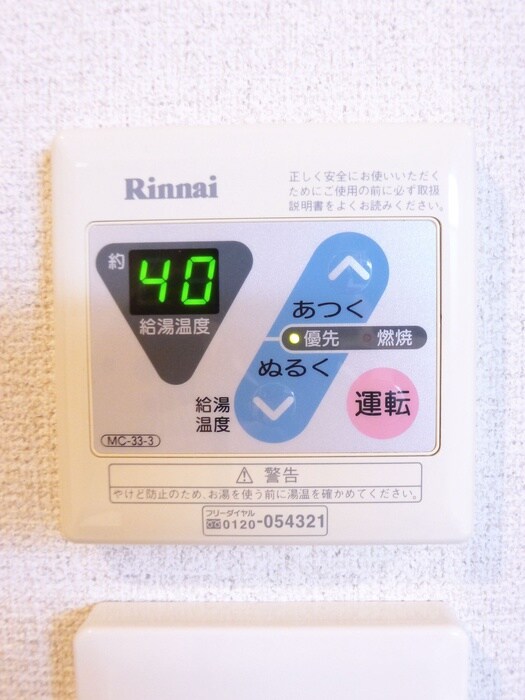 Rinnai
正しく安全にお使いいただく
ためにご使用の前に必ず取扱
説明書をよくお読みください。
約 40
給湯温度
あつく
優先 燃焼
ぬるく
給湯
温度
運転
MC-33-3
⚠ 警告
やけど防止のため、お湯を使う前に湯温を確かめてください。
フリーダイヤル
0120-054321